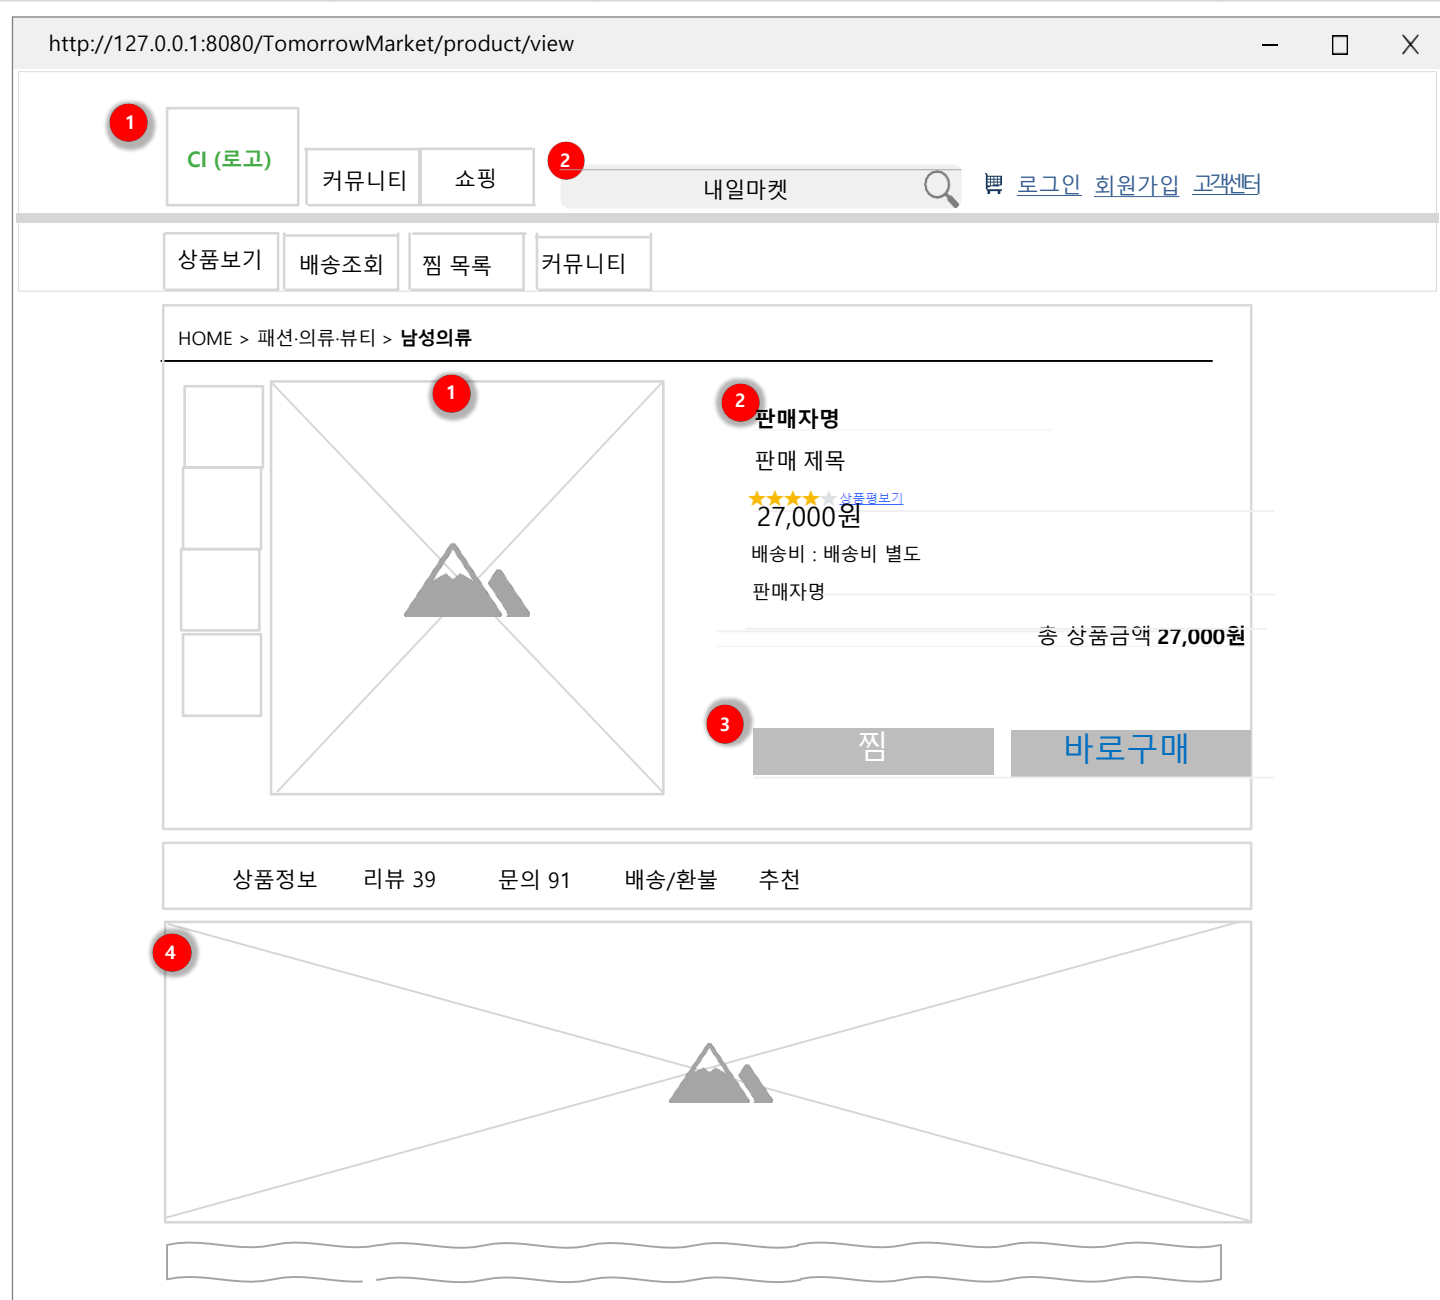 http://127.0.0.1:8080/TomorrowMarket/product/view
1
CI (로고)
커뮤니티
쇼핑
2
내일마켓
로그인 회원가입 고객센터
상품보기
배송조회
찜 목록
커뮤니티
HOME > 패션·의류·뷰티 > 남성의류
1
2
판매자명
판매 제목
★★★★★ 상품평보기
27,000원
배송비 : 배송비 별도
판매자명
총 상품금액 27,000원
3
찜
바로구매
상품정보 리뷰 39 문의 91 배송/환불 추천
4